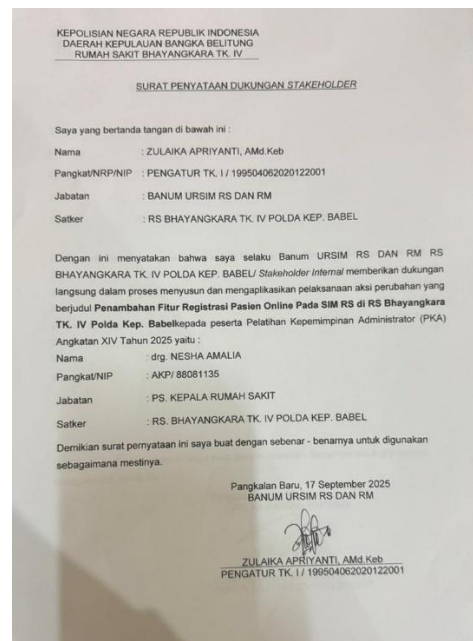 KEPOLISIAN NEGARA REPUBLIK INDONESIA
DAERAH KEPULAUAN BANGKA BELITUNG
RUMAH SAKIT BHAYANGKARA TK. IV
SURAT PENYATAAN DUKUNGAN STAKEHOLDER
Saya yang bertanda tangan di bawah ini :
Nama : ZULAIKA APRIYANTI, AMd.Keb
Pangkat/NRP/NIP : PENGATUR TK. I / 199504062020122001
Jabatan : BANUM URSIM RS DAN RM
Satker : RS BHAYANGKARA TK. IV POLDA KEP. BABEL
Dengan ini menyatakan bahwa saya selaku Banum URSIM RS DAN RM RS
BHAYANGKARA TK. IV POLDA KEP. BABEL/ Stakeholder Internal memberikan dukungan
langsung dalam proses menyusun dan mengaplikasikan pelaksanaan aksi perubahan yang
berjudul Penambahan Fitur Registrasi Pasien Online Pada SIM RS di RS Bhayangkara
TK. IV Polda Kep. Babelkepada peserta Pelatihan Kepemimpinan Administrator (PKA)
Angkatan XIV Tahun 2025 yaitu :
Nama : drg. NESHA AMALIA
Pangkat/NIP : AKP/ 88081135
Jabatan : PS. KEPALA RUMAH SAKIT
Satker : RS. BHAYANGKARA TK. IV POLDA KEP. BABEL
Demikian surat pernyataan ini saya buat dengan sebenar - benarnya untuk digunakan
sebagaimana mestinya.
Pangkalan Baru, 17 September 2025
BANUM URSIM RS DAN RM
ZULAIKA APRIYANTI, AMd.Keb
PENGATUR TK. I / 199504062020122001